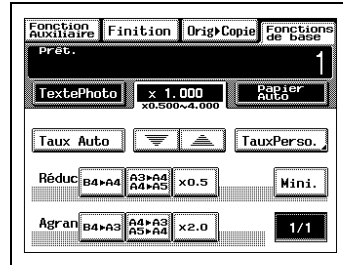 Fonction Auxiliaire Finition Orig▸Copie Fonctions de base
Prêt.
1
TextePhoto x 1.000 Papier Auto
x0.500~4.000
Taux Auto TauxPerso.
Réduc B4▸A4 A3▸A4 A4▸A5 x0.5 Mini.
Agran B4▸A3 A4▸A3 A5▸A4 x2.0 1/1